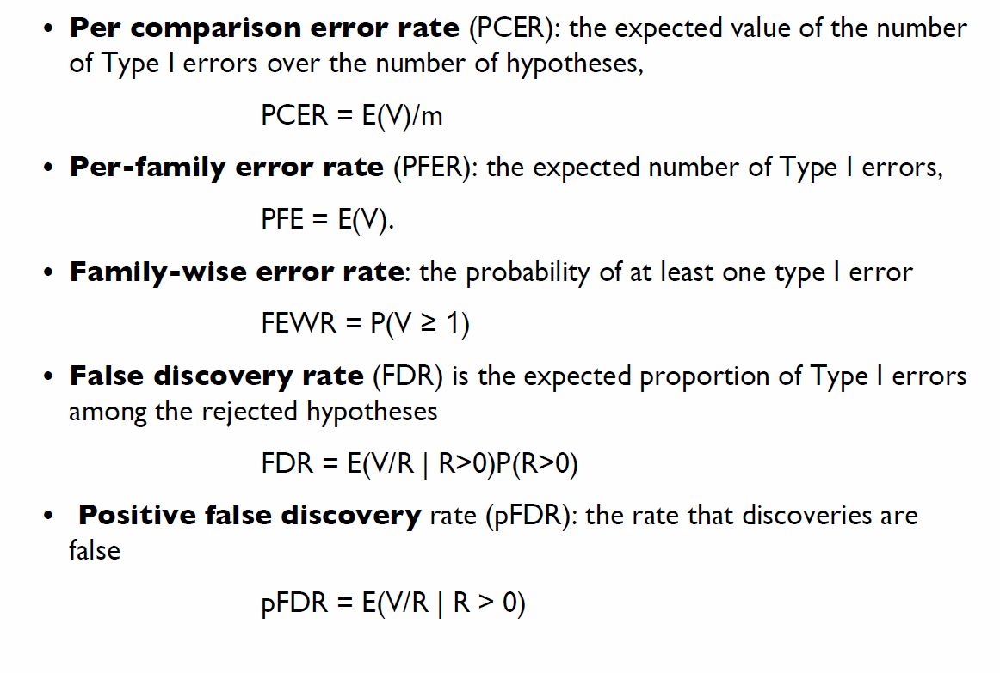 • Per comparison error rate (PCER): the expected value of the number
of Type I errors over the number of hypotheses,
PCER = E(V)/m
• Per-family error rate (PFER): the expected number of Type I errors,
PFE = E(V).
• Family-wise error rate: the probability of at least one type I error
FEWR = P(V ≥ 1)
• False discovery rate (FDR) is the expected proportion of Type I errors
among the rejected hypotheses
FDR = E(V/R | R>0)P(R>0)
• Positive false discovery rate (pFDR): the rate that discoveries are
false
pFDR = E(V/R | R > 0)